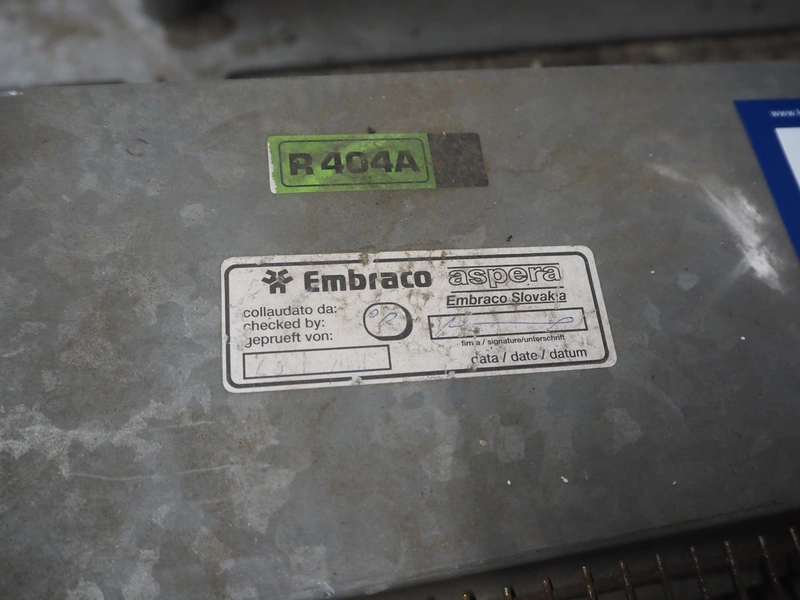 R 404A
Embraco aspera
Embraco Slovakia
collaudato da:
checked by:
geprueft von:
firma / signature/unterschrift
data / date / datum